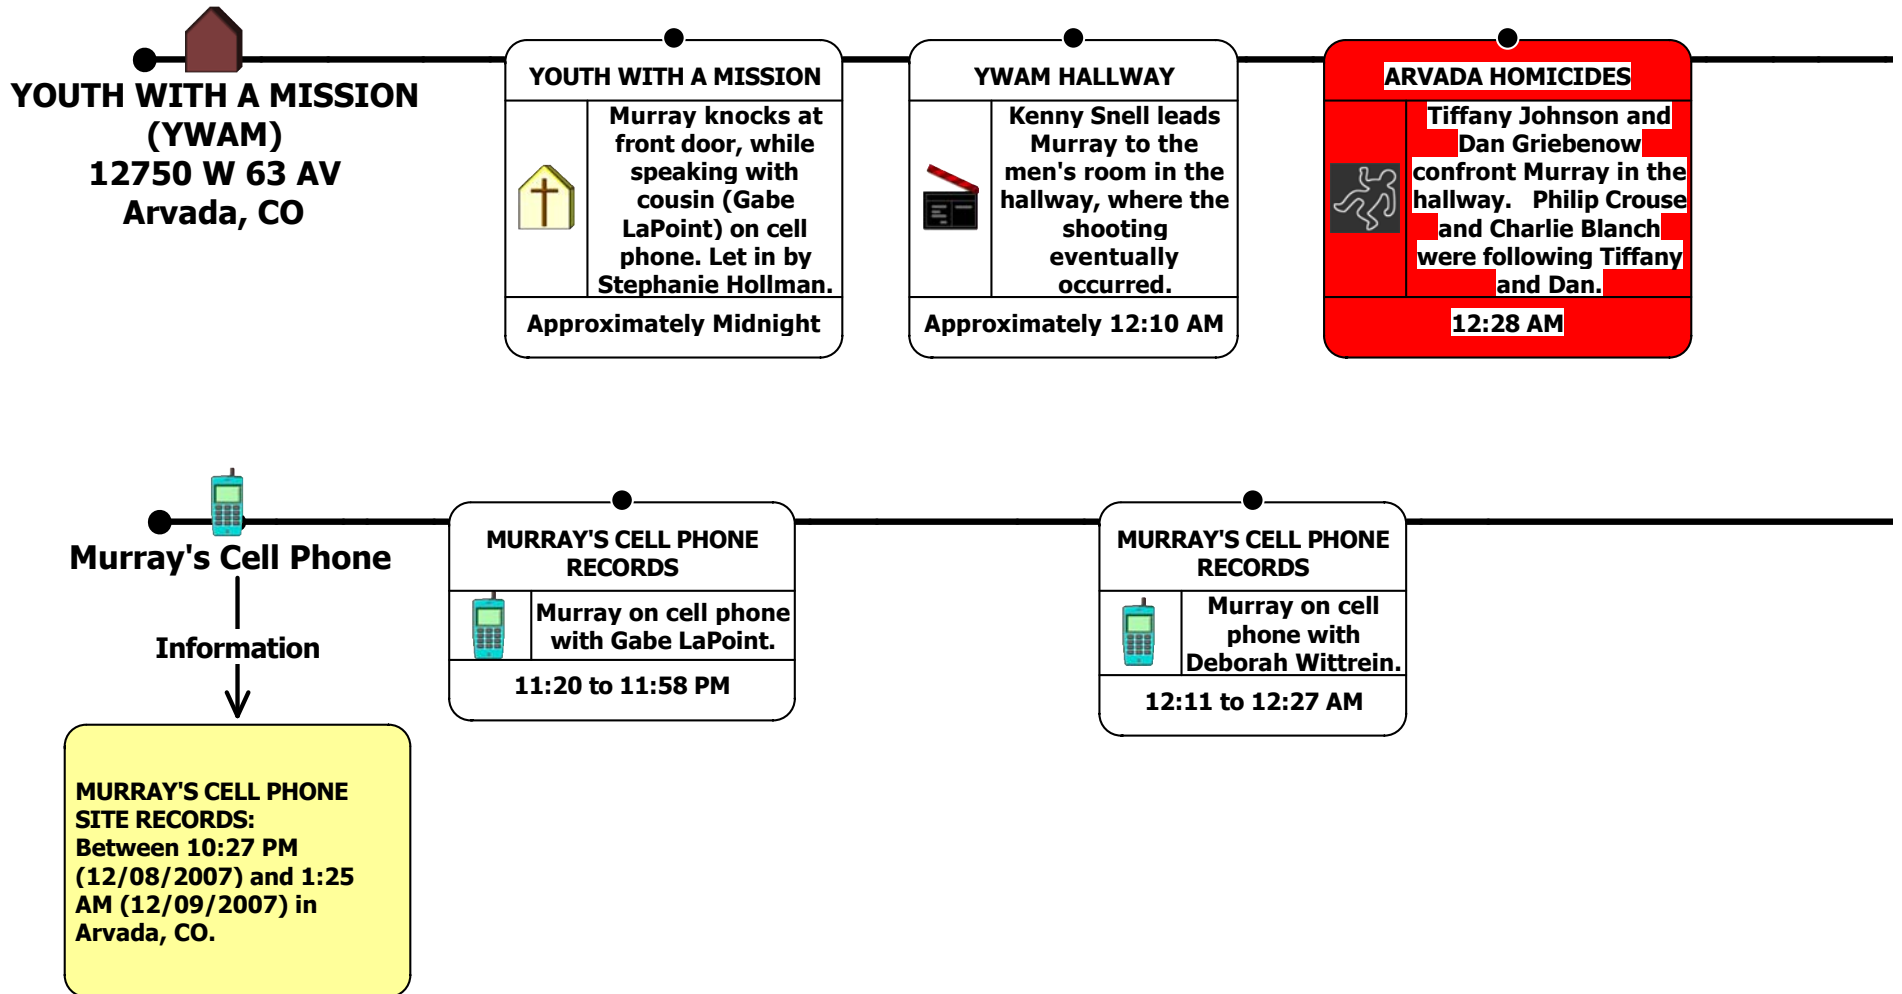 YOUTH WITH A MISSION
(YWAM)
12750 W 63 AV
Arvada, CO
YOUTH WITH A MISSION
Murray knocks at
front door, while
speaking with
cousin (Gabe
LaPoint) on cell
phone. Let in by
Stephanie Hollman.
Approximately Midnight
YWAM HALLWAY
Kenny Snell leads
Murray to the
men's room in the
hallway, where the
shooting
eventually
occurred.
Approximately 12:10 AM
ARVADA HOMICIDES
Tiffany Johnson and
Dan Griebenow
confront Murray in the
hallway.   Philip Crouse
and Charlie Blanch
were following Tiffany
and Dan.
12:28 AM
Murray's Cell Phone
Information
MURRAY'S CELL PHONE
SITE RECORDS:
Between 10:27 PM
(12/08/2007) and 1:25
AM (12/09/2007) in
Arvada, CO.
MURRAY'S CELL PHONE
RECORDS
Murray on cell phone
with Gabe LaPoint.
11:20 to 11:58 PM
MURRAY'S CELL PHONE
RECORDS
Murray on cell
phone with
Deborah Wittrein.
12:11 to 12:27 AM